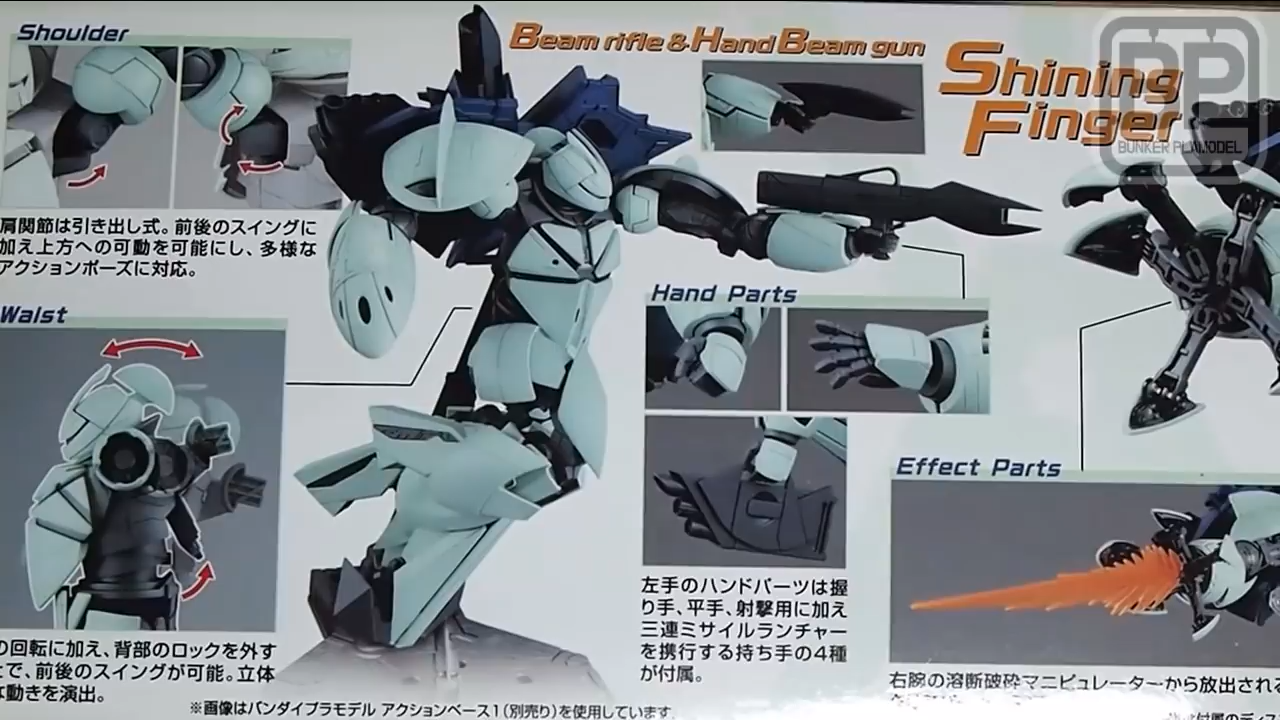 Shoulder
肩関節は引き出し式。前後のスイングに
加え上方への可動を可能にし、多様な
アクションポーズに対応。
Waist
の回転に加え、背部のロックを外す
とで、前後のスイングが可能。立体
な動きを演出。
Beam rifle & Hand Beam gun
Shining
Finger
BUNKER PLAMODEL
Hand Parts
左手のハンドパーツは握
り手、平手、射撃用に加え
三連ミサイルランチャー
を携行する持ち手の4種
が付属。
Effect Parts
右腕の溶断破砕マニピュレーターから放出される
付属のディス
※画像はバンダイプラモデル アクションベース1(別売り)を使用しています。